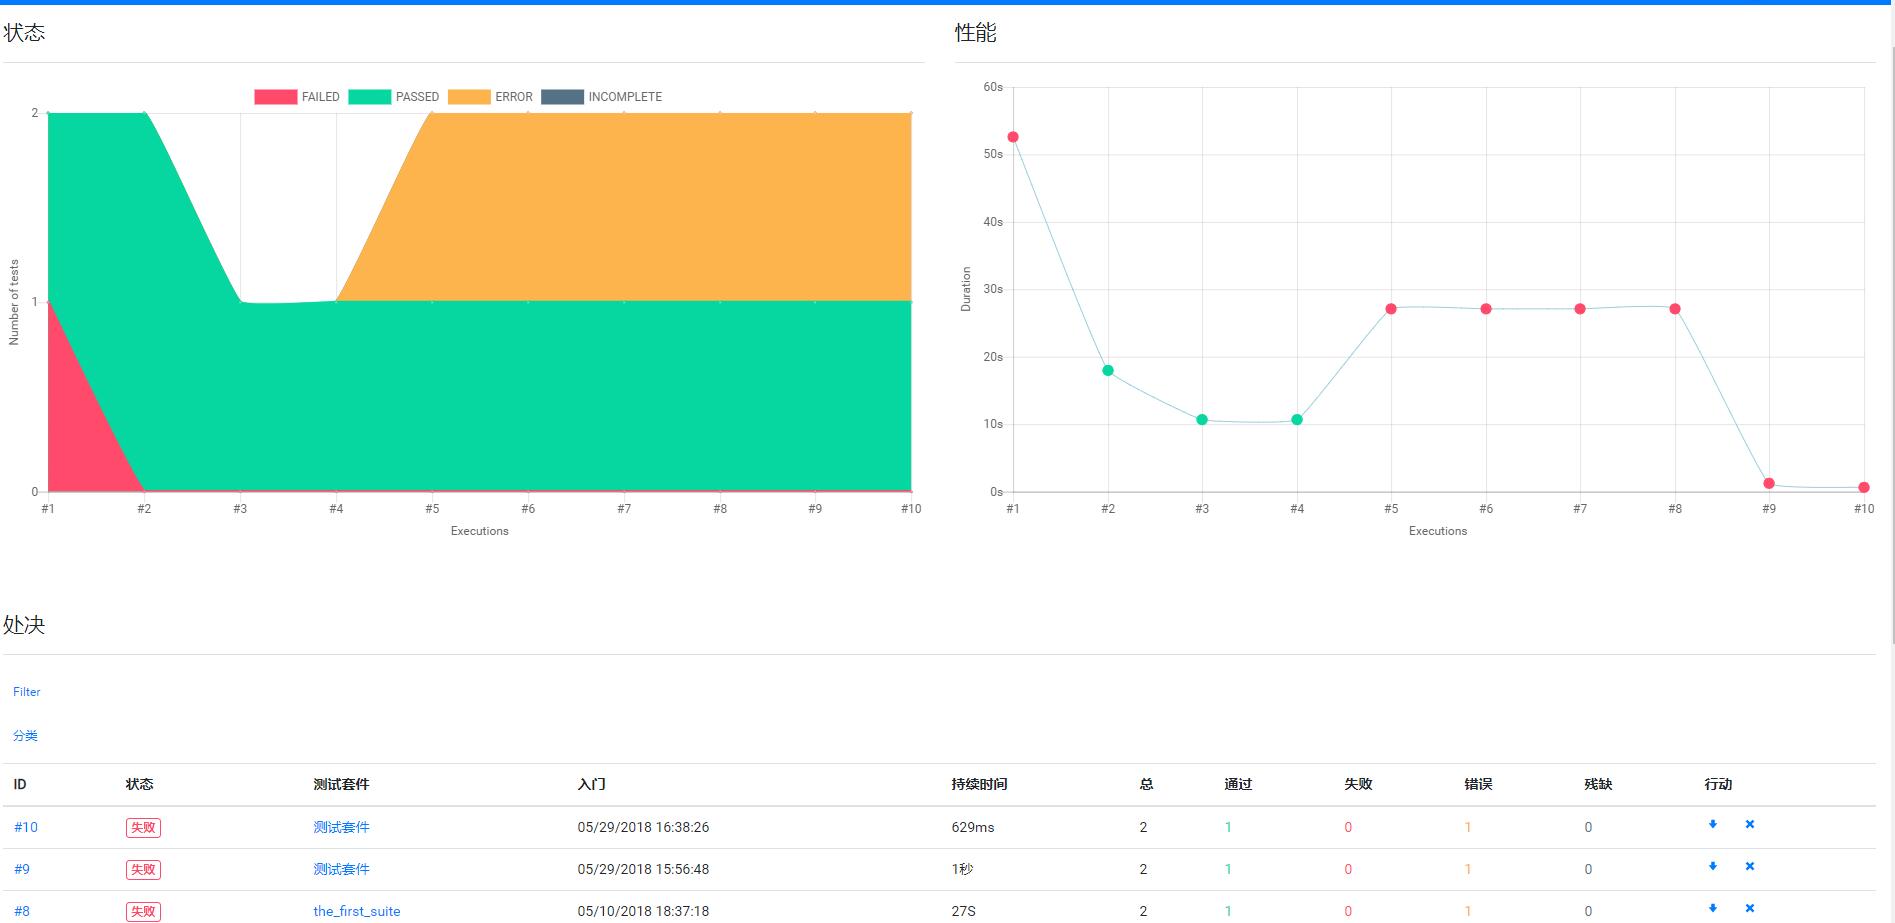 状态
FAILED PASSED ERROR INCOMPLETE
2
1
0
Number of tests
#1 #2 #3 #4 #5 #6 #7 #8 #9 #10
Executions
性能
60s
50s
40s
30s
20s
10s
0s
Duration
#1 #2 #3 #4 #5 #6 #7 #8 #9 #10
Executions
处决
Filter
分类
ID 状态 测试套件 入门 持续时间 总 通过 失败 错误 残缺 行动
#10 失败 测试套件 05/29/2018 16:38:26 629ms 2 1 0 1 0
#9 失败 测试套件 05/29/2018 15:56:48 1秒 2 1 0 1 0
#8 失败 the_first_suite 05/10/2018 18:37:18 27S 2 1 0 1 0